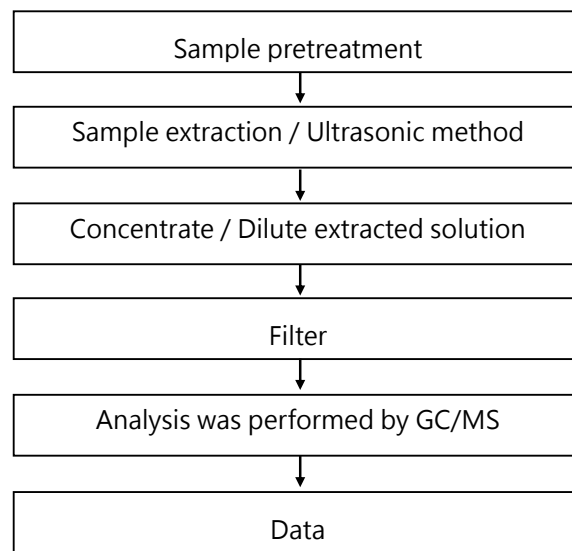 Sample pretreatment
Sample extraction / Ultrasonic method
Concentrate / Dilute extracted solution
Filter
Analysis was performed by GC/MS
Data